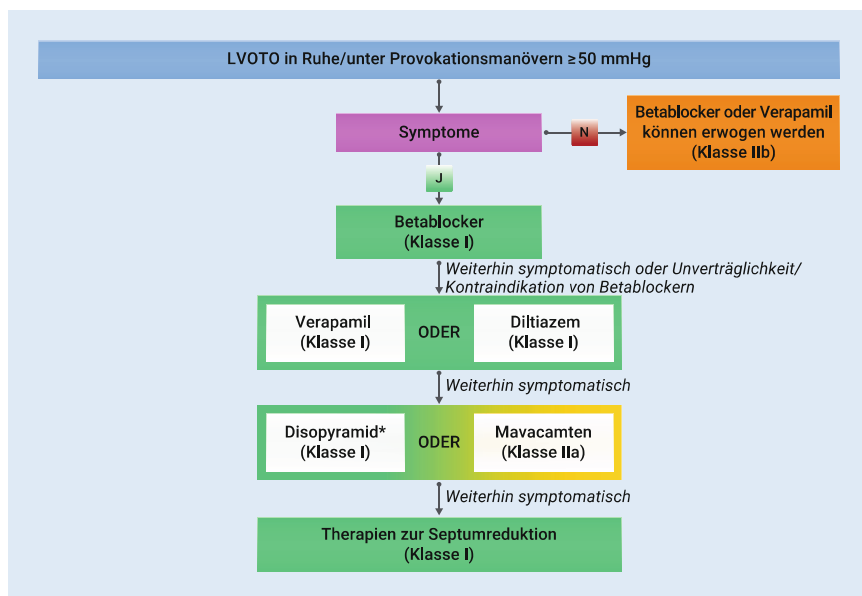 LVOTO in Ruhe/unter Provokationsmanövern ≥ 50 mmHg
Symptome
N
Betablocker oder Verapamil
können erwogen werden
(Klasse IIb)
J
Betablocker
(Klasse I)
Weiterhin symptomatisch oder Unverträglichkeit/
Kontraindikation von Betablockern
Verapamil
(Klasse I)
ODER
Diltiazem
(Klasse I)
Weiterhin symptomatisch
Disopyramid*
(Klasse I)
ODER
Mavacamten
(Klasse IIa)
Weiterhin symptomatisch
Therapien zur Septumreduktion
(Klasse I)